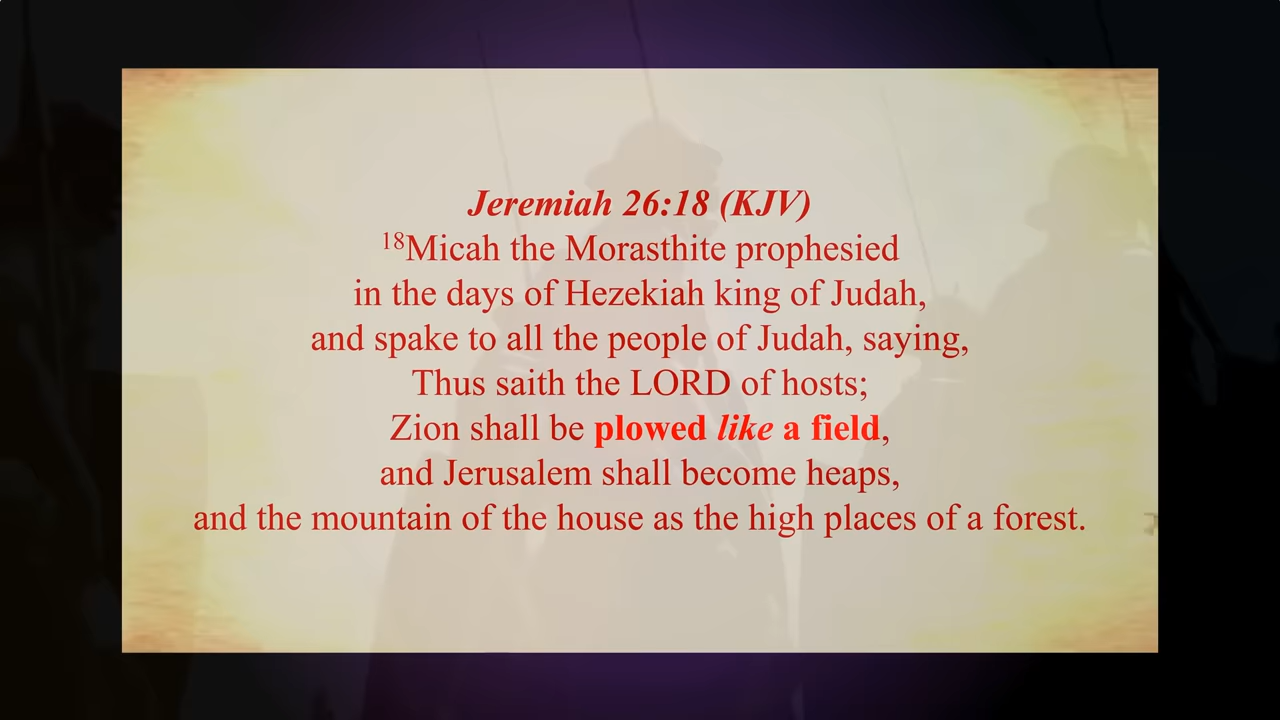 Jeremiah 26:18 (KJV)
18Micah the Morasthite prophesied
in the days of Hezekiah king of Judah,
and spake to all the people of Judah, saying,
Thus saith the LORD of hosts;
Zion shall be plowed like a field,
and Jerusalem shall become heaps,
and the mountain of the house as the high places of a forest.